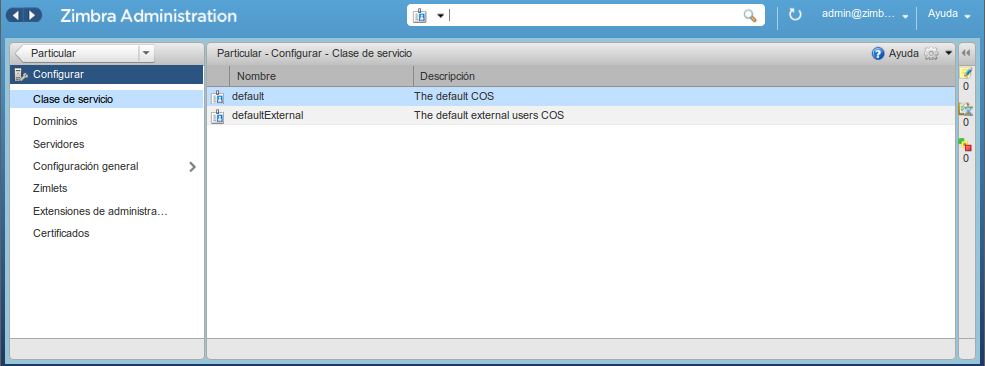 Zimbra Administration
admin@zimb...
Ayuda
Particular
Particular - Configurar - Clase de servicio
Ayuda
Configurar
Nombre
Descripción
Clase de servicio
default
The default COS
0
Dominios
defaultExternal
The default external users COS
0
Servidores
0
Configuración general
Zimlets
Extensiones de administra...
Certificados